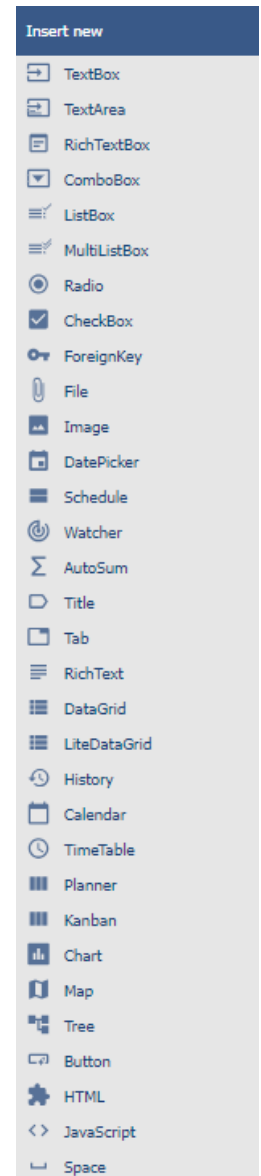 Insert new
TextBox
TextArea
RichTextBox
ComboBox
ListBox
MultiListBox
Radio
CheckBox
ForeignKey
File
Image
DatePicker
Schedule
Watcher
AutoSum
Title
Tab
RichText
DataGrid
LiteDataGrid
History
Calendar
TimeTable
Planner
Kanban
Chart
Map
Tree
Button
HTML
JavaScript
Space